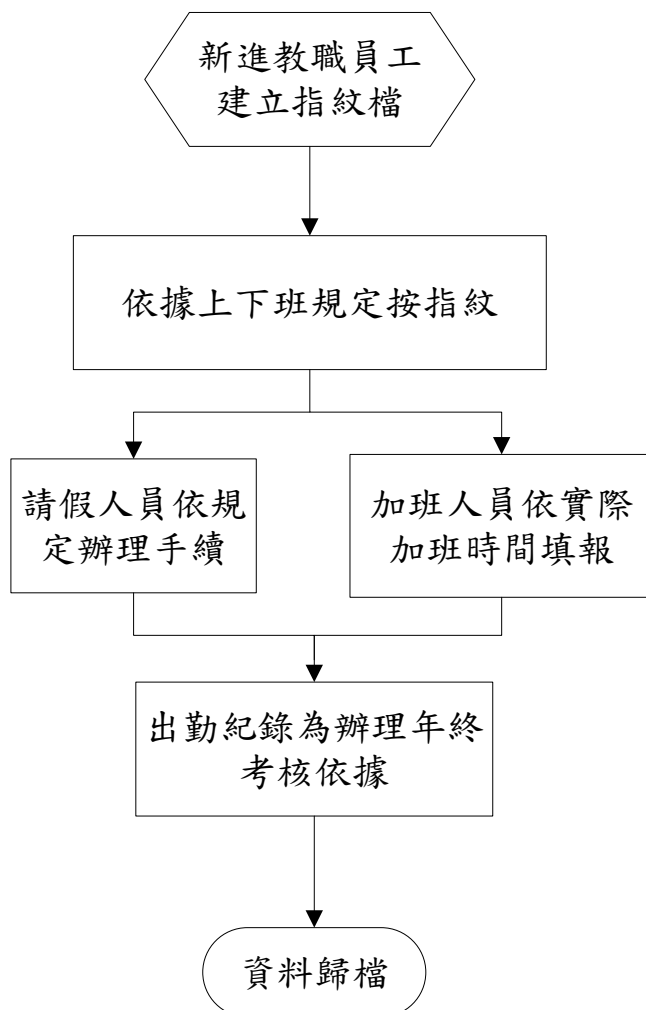 新進教職員工
建立指紋檔
依據上下班規定按指紋
請假人員依規
定辦理手續
加班人員依實際
加班時間填報
出勤紀錄為辦理年終
考核依據
資料歸檔